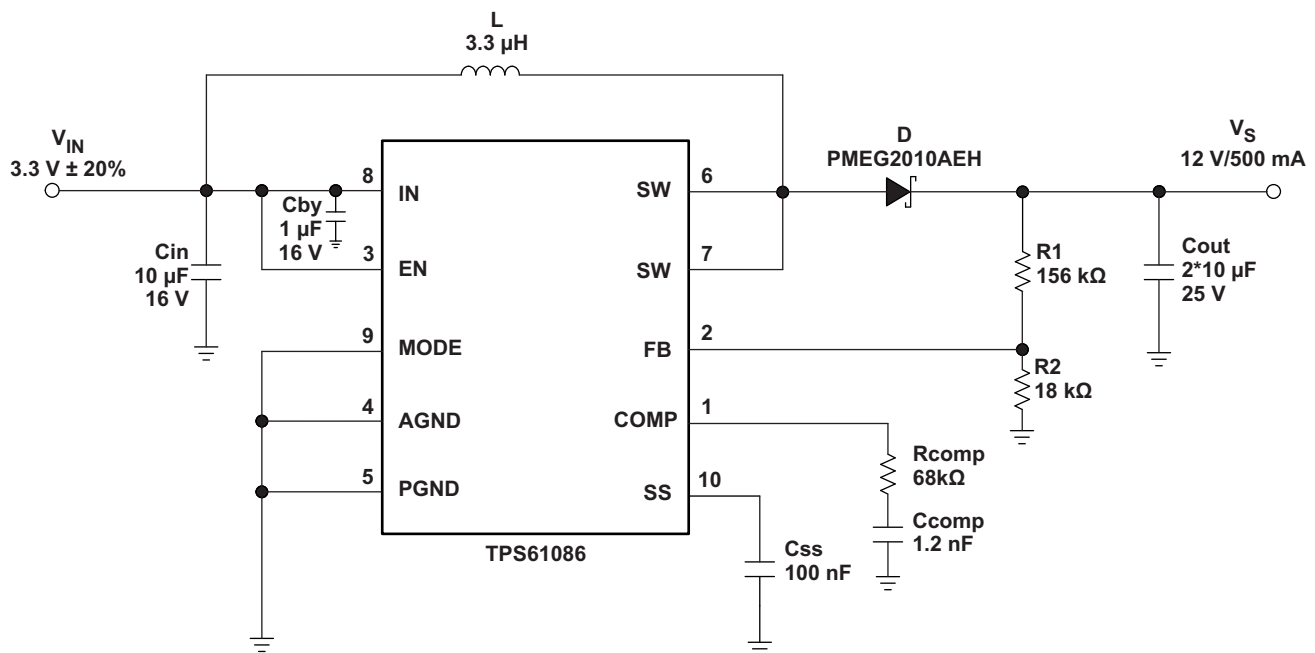 L
3.3 µH
VIN
3.3 V ± 20%
D
PMEG2010AEH
VS
12 V/500 mA
8
IN
SW
6
Cby
1 µF
16 V
3
EN
SW
7
Cin
10 µF
16 V
R1
156 kΩ
Cout
2*10 µF
25 V
9
MODE
FB
2
R2
18 kΩ
4
AGND
COMP
1
5
PGND
SS
10
Rcomp
68kΩ
Ccomp
1.2 nF
TPS61086
Css
100 nF